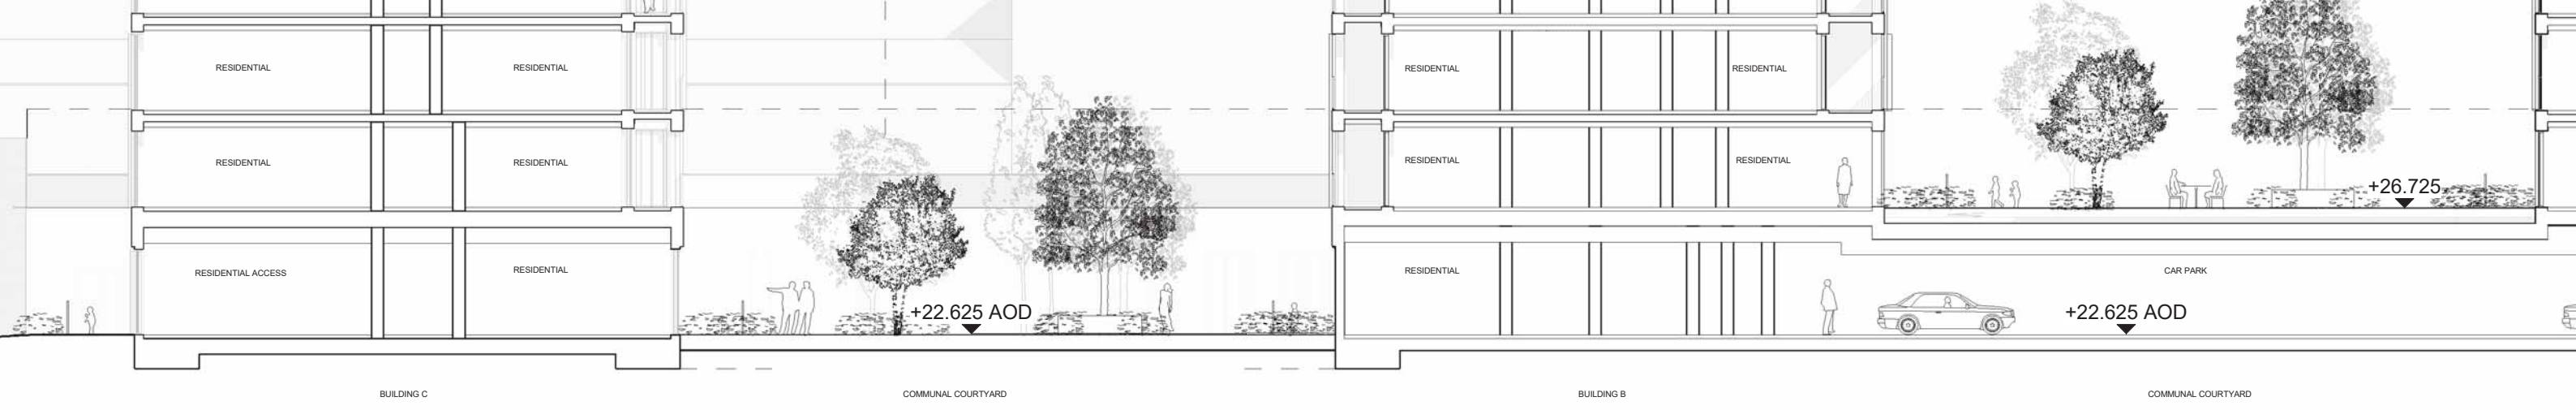 RESIDENTIAL
RESIDENTIAL
RESIDENTIAL
RESIDENTIAL
RESIDENTIAL
RESIDENTIAL
RESIDENTIAL
RESIDENTIAL
+26.725
RESIDENTIAL ACCESS
RESIDENTIAL
RESIDENTIAL
CAR PARK
+22.625 AOD
+22.625 AOD
BUILDING C
COMMUNAL COURTYARD
BUILDING B
COMMUNAL COURTYARD